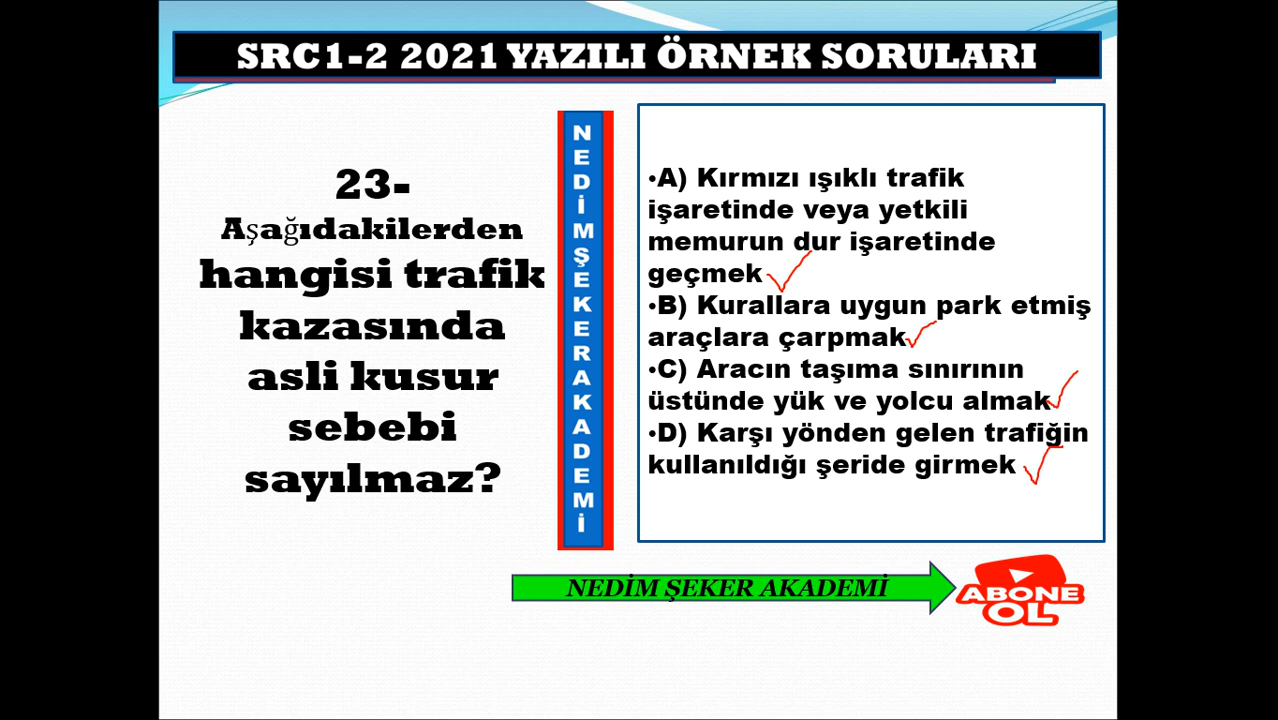 SRC1-2 2021 YAZILI ÖRNEK SORULARI
23-
Aşağıdakilerden
hangisi trafik
kazasında
asli kusur
sebebi
sayılmaz?
NEDİMŞEKERAKADEMİ
•A) Kırmızı ışıklı trafik
işaretinde veya yetkili
memurun dur işaretinde
geçmek
•B) Kurallara uygun park etmiş
araçlara çarpmak
•C) Aracın taşıma sınırının
üstünde yük ve yolcu almak
•D) Karşı yönden gelen trafiğin
kullanıldığı şeride girmek
NEDİM ŞEKER AKADEMİ
ABONE
OL